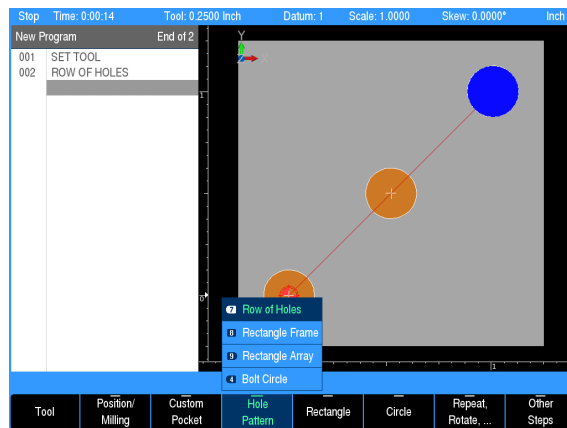 Stop Time: 0:00:14 Tool: 0.2500 Inch Datum: 1 Scale: 1.0000 Skew: 0.0000° Inch
New Program End of 2
001 SET TOOL
002 ROW OF HOLES
Y
1
0
7 Row of Holes
8 Rectangle Frame
9 Rectangle Array
4 Bolt Circle
1
Tool
Position/
Milling
Custom
Pocket
Hole
Pattern
Rectangle
Circle
Repeat,
Rotate, ...
Other
Steps